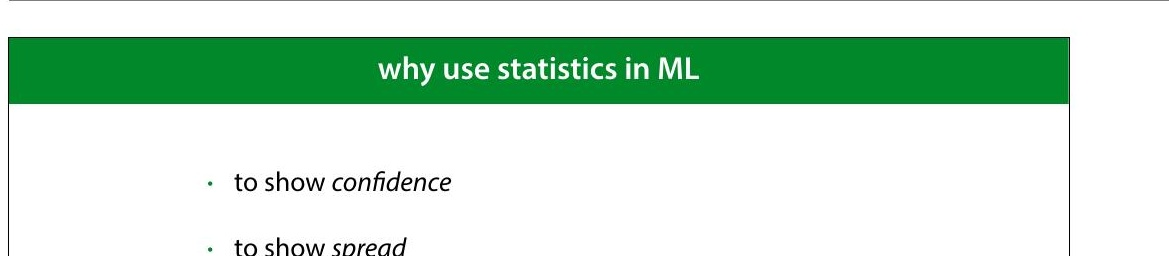 why use statistics in ML
· to show confidence
· to show spread